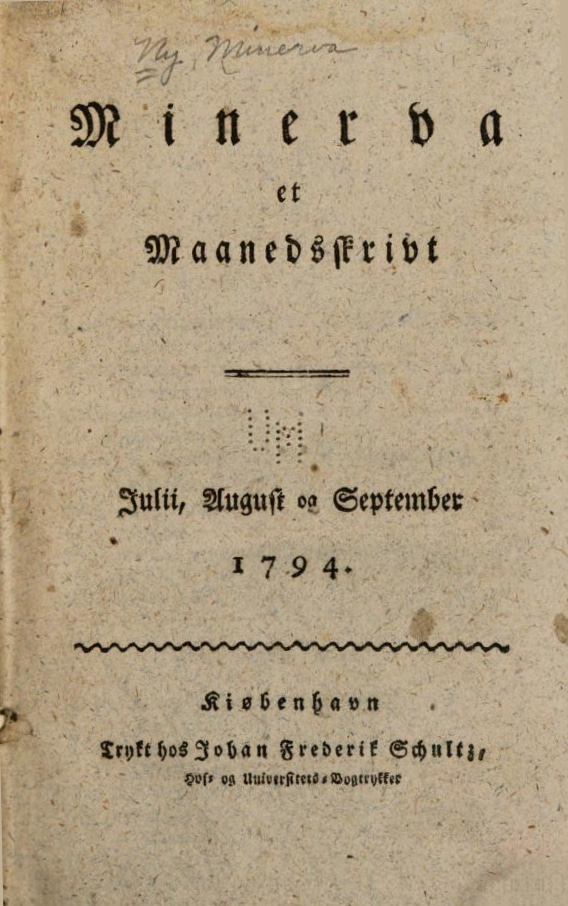 Ny Minerva
Minerva
et
Maanedsskrivt
UM
Julii, August og September
1794.
Kiøbenhavn
Trykt hos Johan Frederik Schultz,
Hof- og Universitets-Bogtrykker